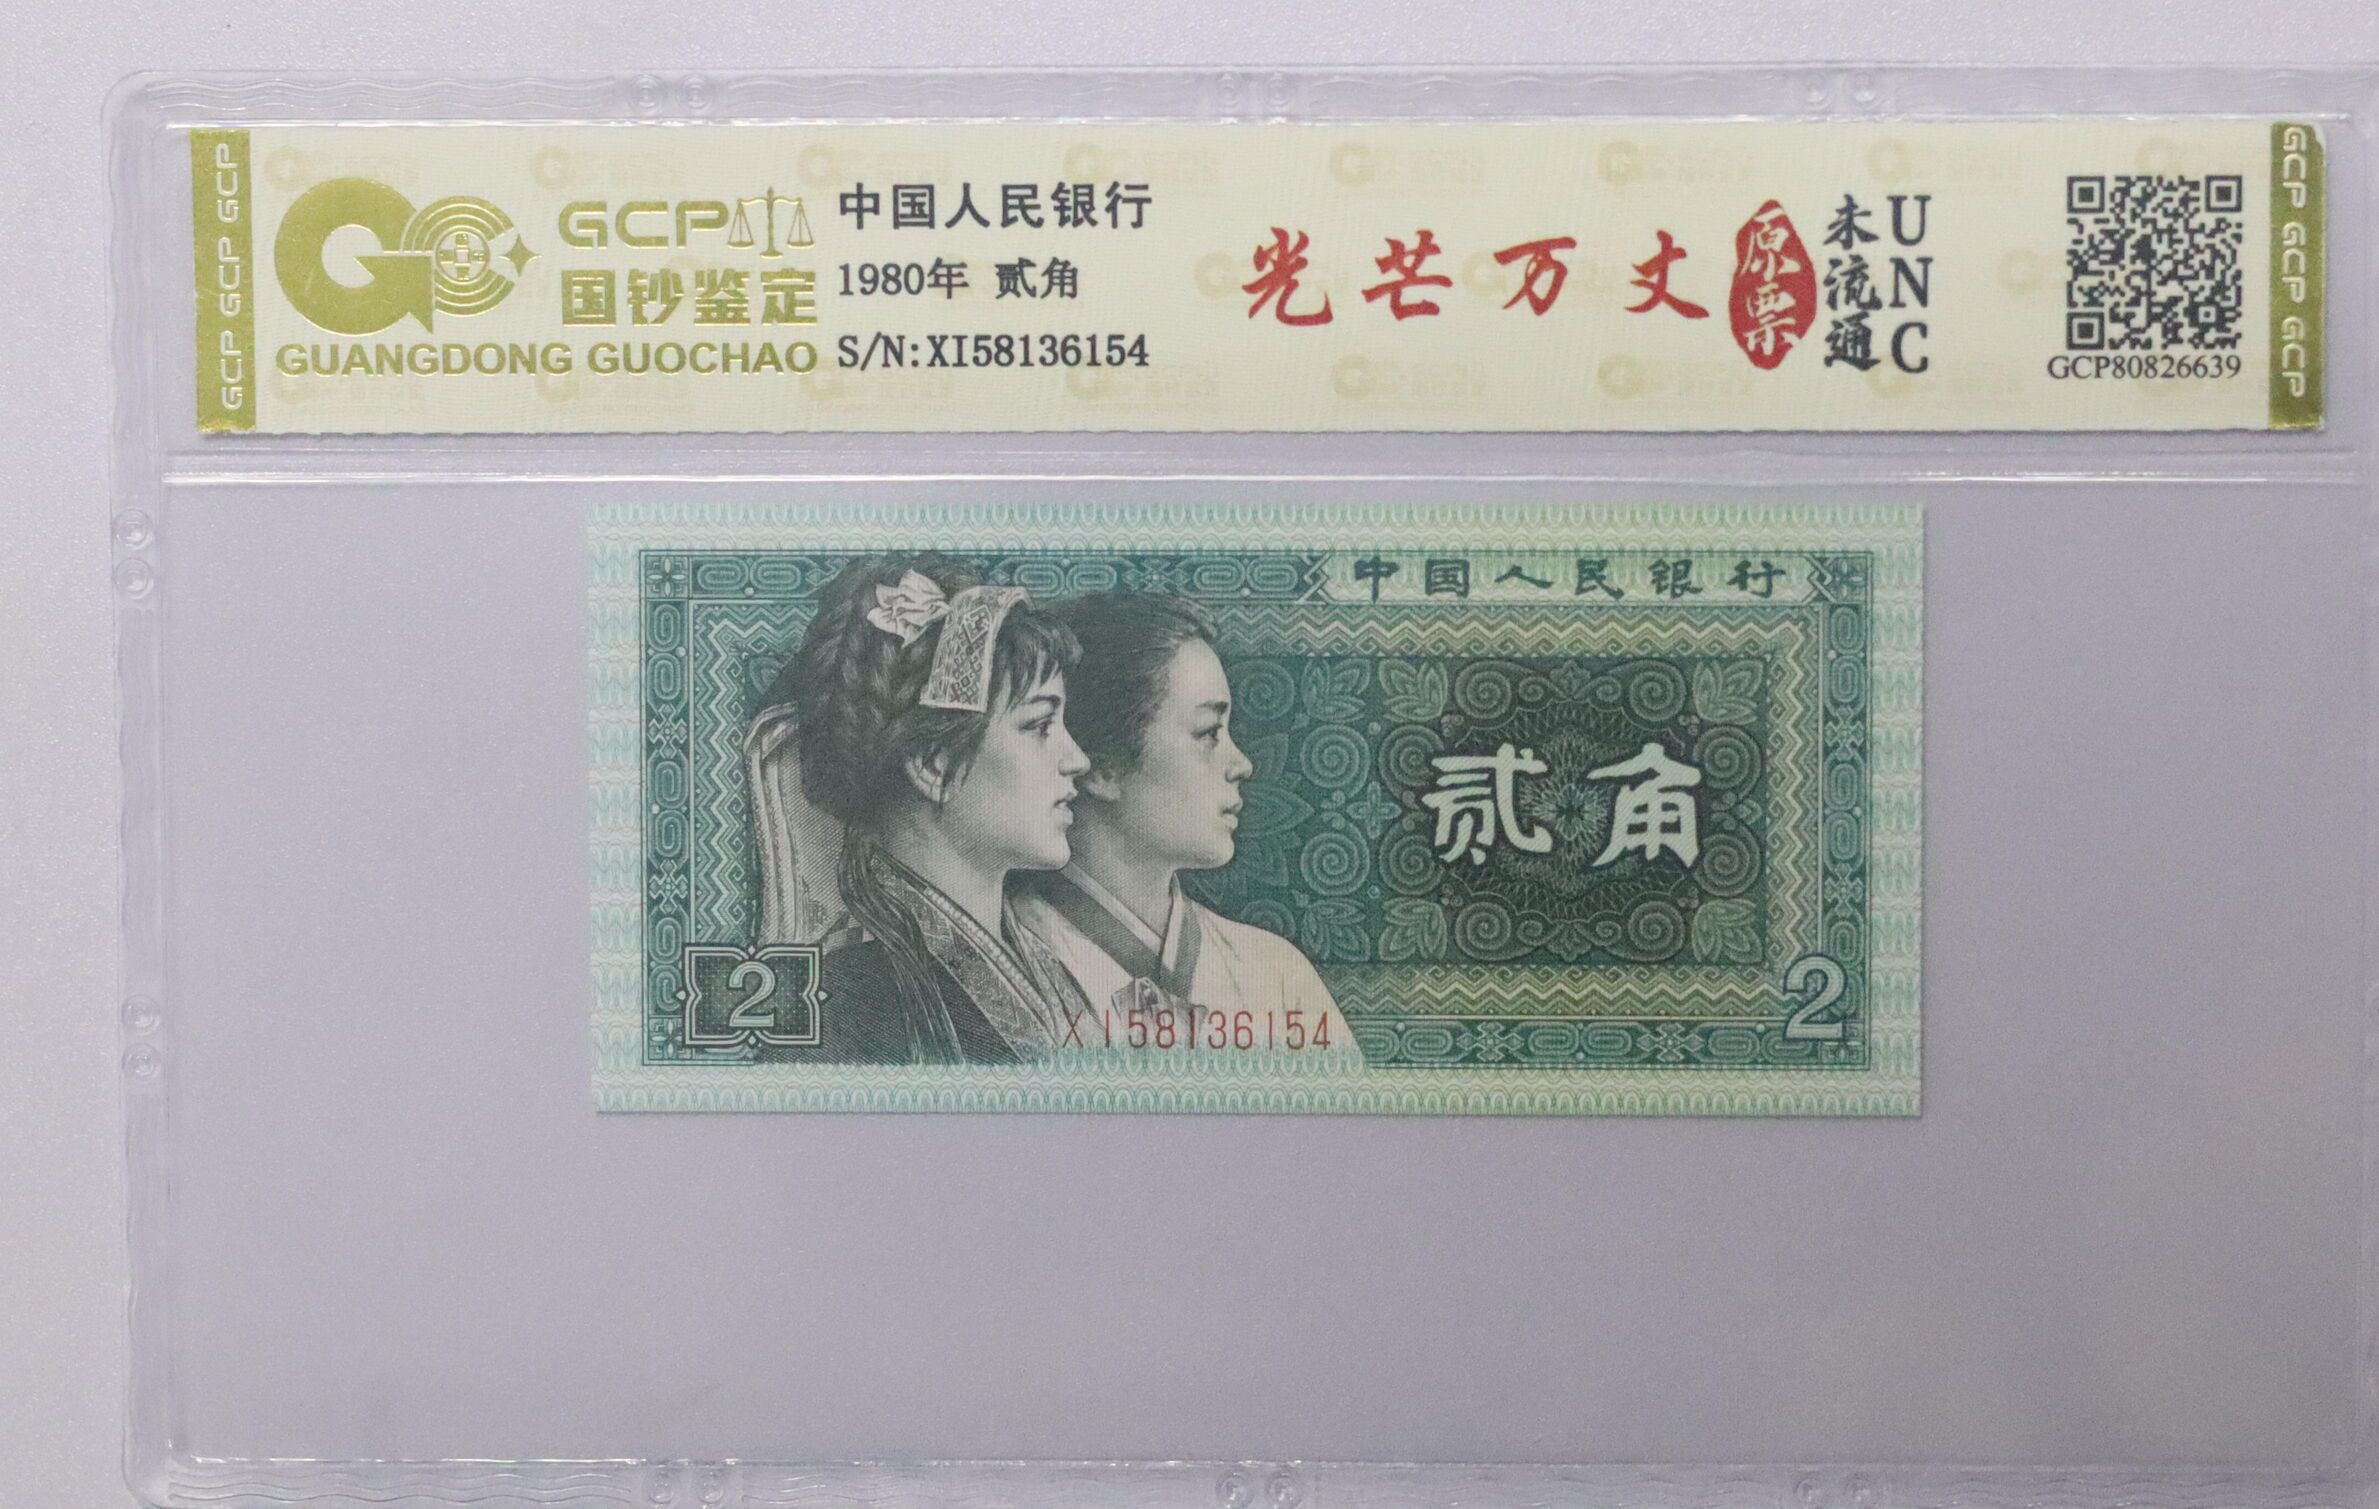 GCP GCP GCP
GCP
国钞鉴定
GUANGDONG GUOCHAO
中国人民银行
1980年 贰角
S/N:XI58136154
光芒万丈
原票
未流通
UNC
GCP80826639
GCP GCP GCP
中国人民银行
贰角
2
2
XI58136154